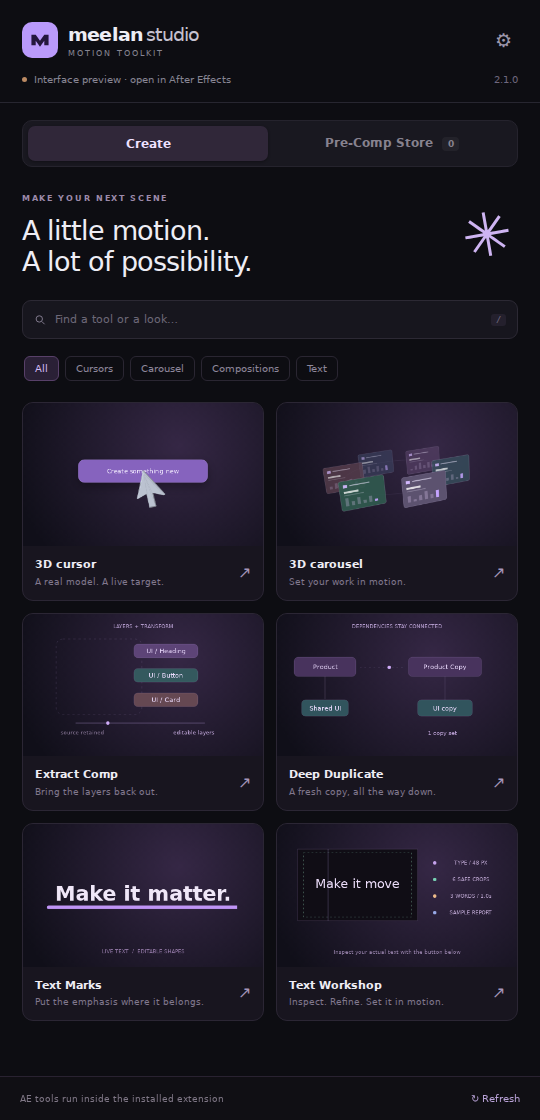 meelan studio
MOTION TOOLKIT
Interface preview · open in After Effects
2.1.0
Create
Pre-Comp Store 0
MAKE YOUR NEXT SCENE
A little motion.
A lot of possibility.
Find a tool or a look...
/
All
Cursors
Carousel
Compositions
Text
Create something new
3D cursor
A real model. A live target.
↗
3D carousel
Set your work in motion.
↗
LAYERS + TRANSFORM
UI / Heading
UI / Button
UI / Card
source retained
editable layers
Extract Comp
Bring the layers back out.
↗
DEPENDENCIES STAY CONNECTED
Product
Product Copy
Shared UI
UI copy
1 copy set
Deep Duplicate
A fresh copy, all the way down.
↗
Make it matter.
LIVE TEXT / EDITABLE SHAPES
Text Marks
Put the emphasis where it belongs.
↗
Make it move
TYPE / 48 PX
6 SAFE CROPS
3 WORDS / 1.0s
SAMPLE REPORT
Inspect your actual text with the button below
Text Workshop
Inspect. Refine. Set it in motion.
↗
AE tools run inside the installed extension
↻ Refresh